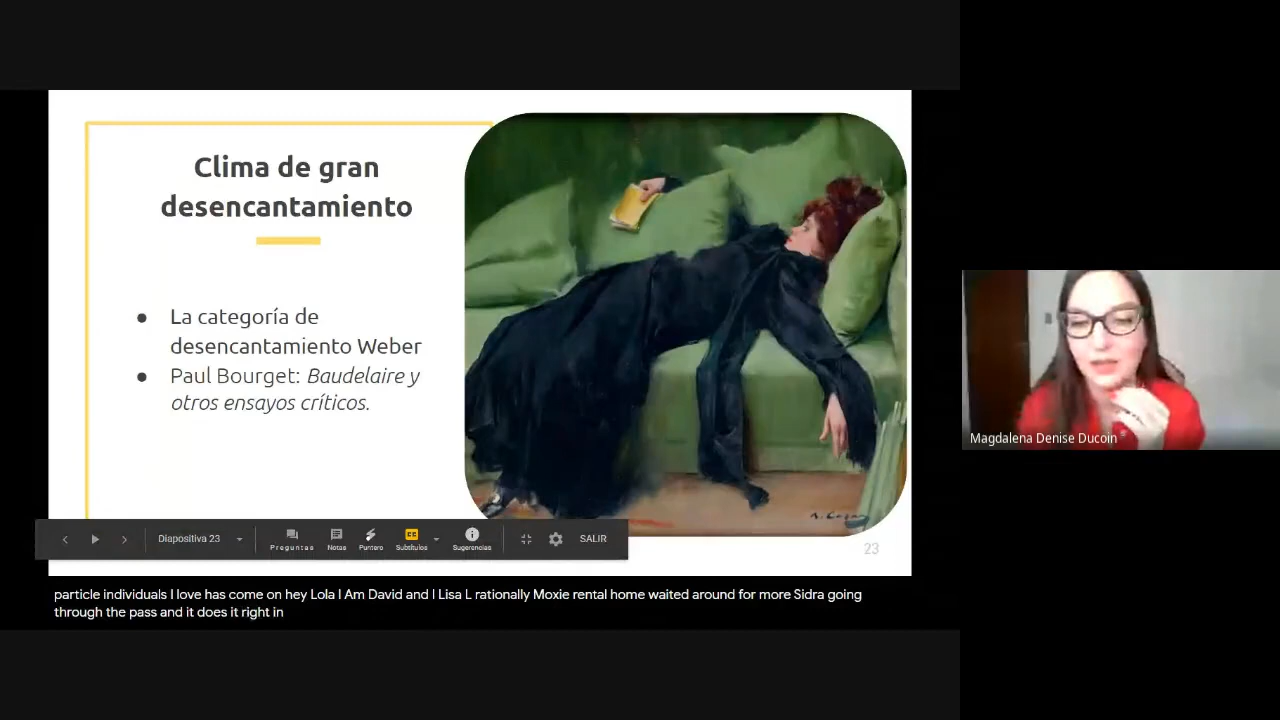 Clima de gran
desencantamiento
● La categoría de
desencantamiento Weber
● Paul Bourget: Baudelaire y
otros ensayos críticos.
23
Diapositiva 23
Preguntas
Notas
Puntero
Subtítulos
Sugerencias
SALIR
particle individuals I love has come on hey Lola I Am David and I Lisa L rationally Moxie rental home waited around for more Sidra going
through the pass and it does it right in
Magdalena Denise Ducoin